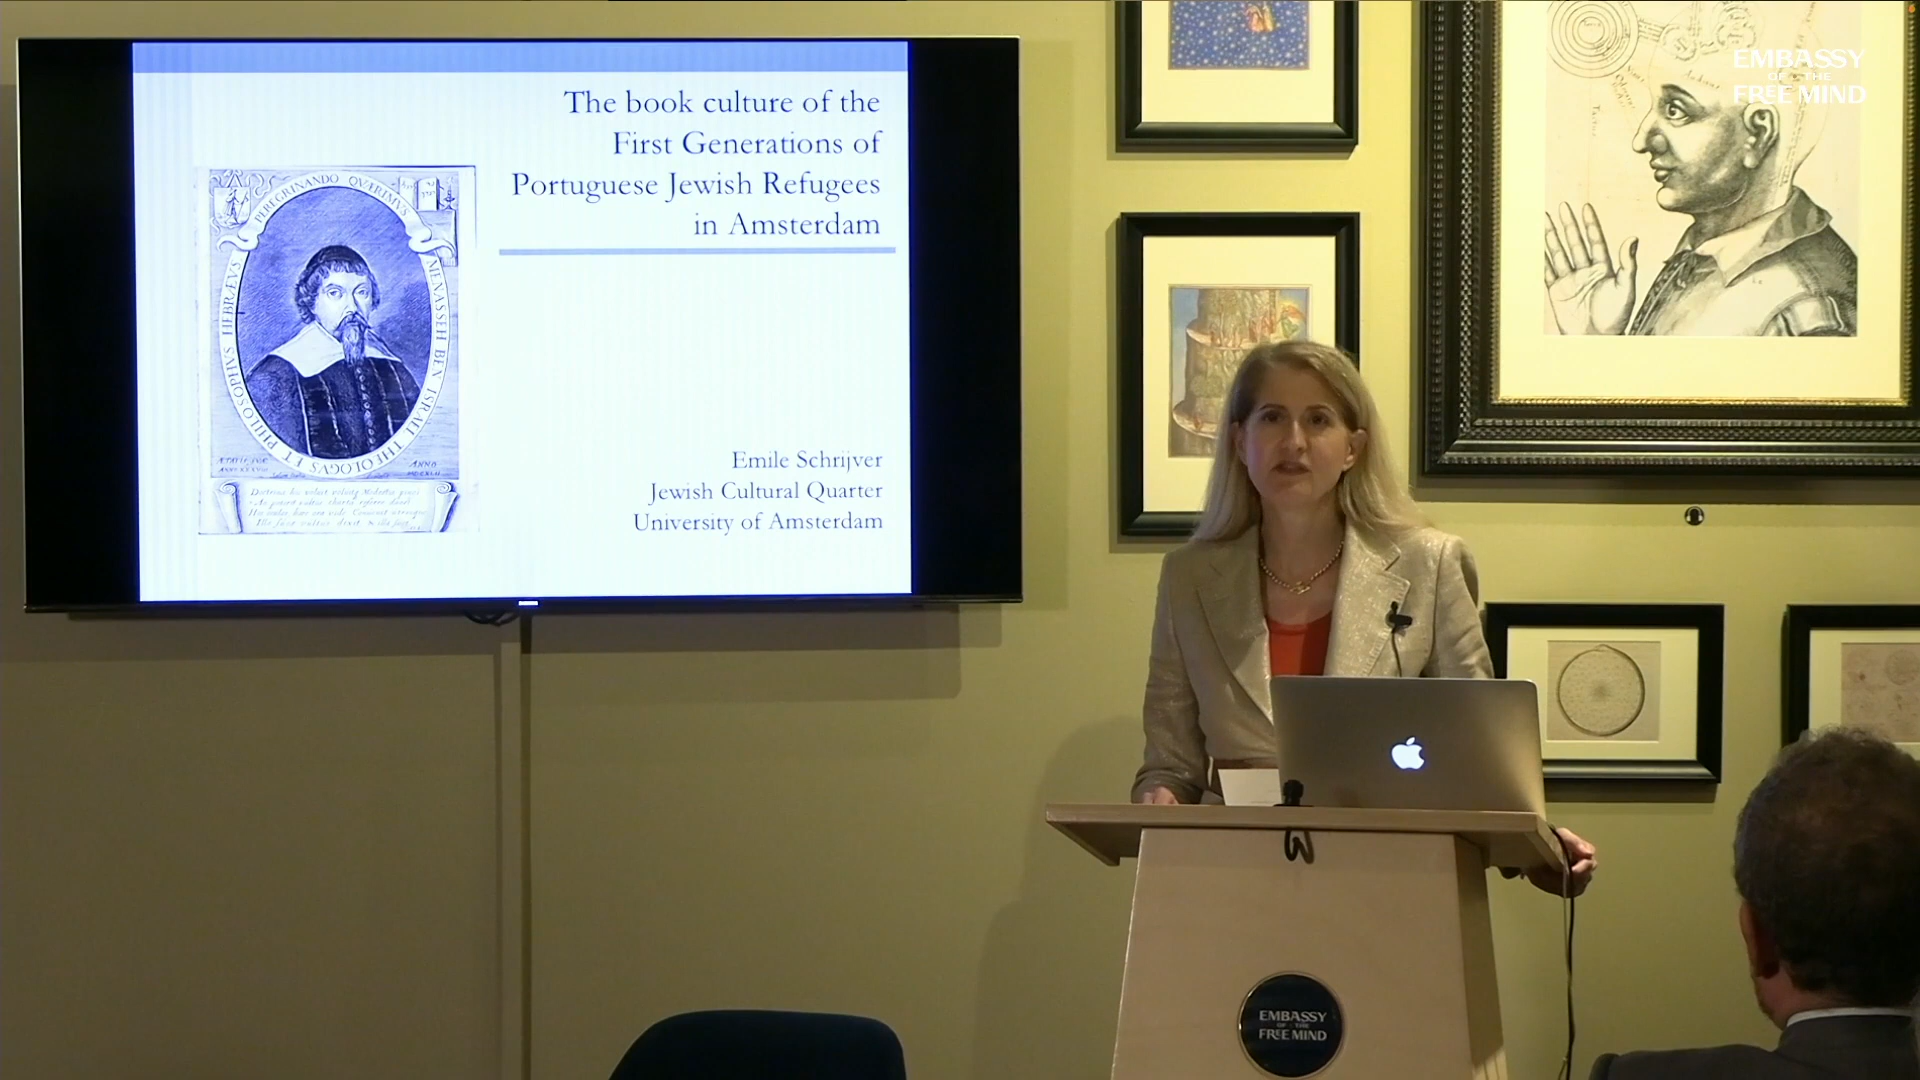 The book culture of the
First Generations of
Portuguese Jewish Refugees
in Amsterdam
PEREGRINANDO QVÆRIMVS
MENASSEH BEN ISRAEL THEOLOGVS ET PHILOSOPHVS HEBRÆVS
ANNO
Emile Schrijver
Jewish Cultural Quarter
University of Amsterdam
EMBASSY
OF THE
FREE MIND
EMBASSY
OF THE
FREE MIND